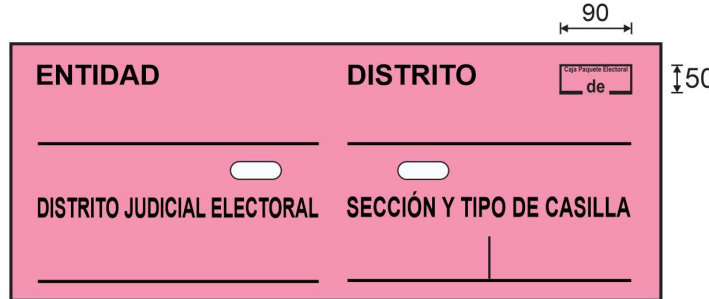 90
ENTIDAD DISTRITO Caja Paquete Electoral
de
50
DISTRITO JUDICIAL ELECTORAL SECCIÓN Y TIPO DE CASILLA